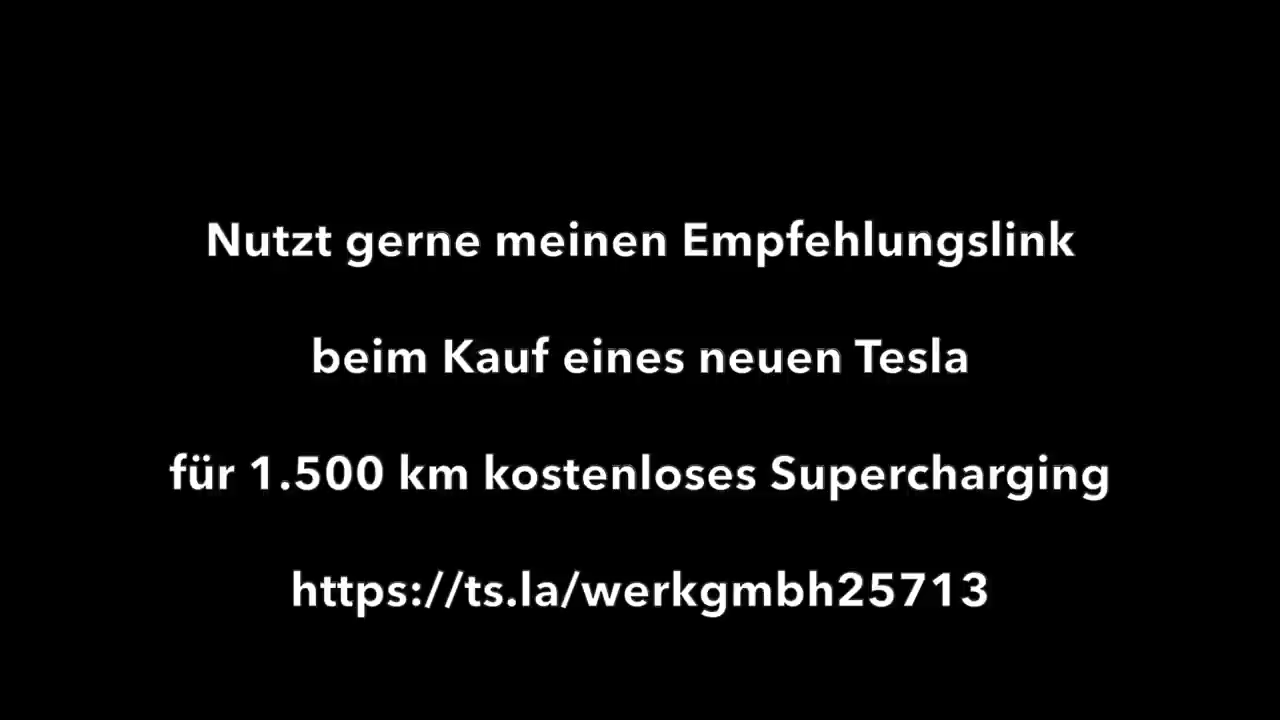 Nutzt gerne meinen Empfehlungslink
beim Kauf eines neuen Tesla
für 1.500 km kostenloses Supercharging
https://ts.la/werkgmbh25713